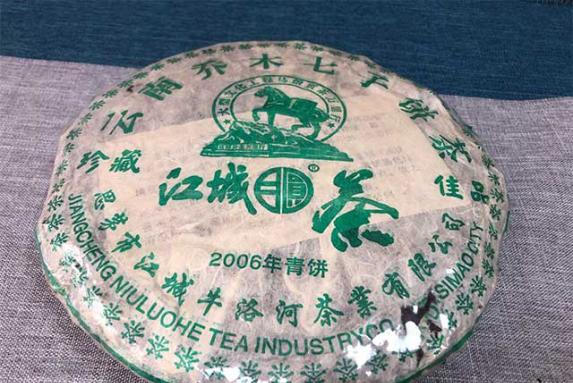 云南乔木七子饼茶
珍藏
佳品
江城
®
茶
2006年青饼
思茅市江城牛洛河茶業有限公司
JIANGCHENG NIULUOHE TEA INDUSTRY CO
SIMAO CITY